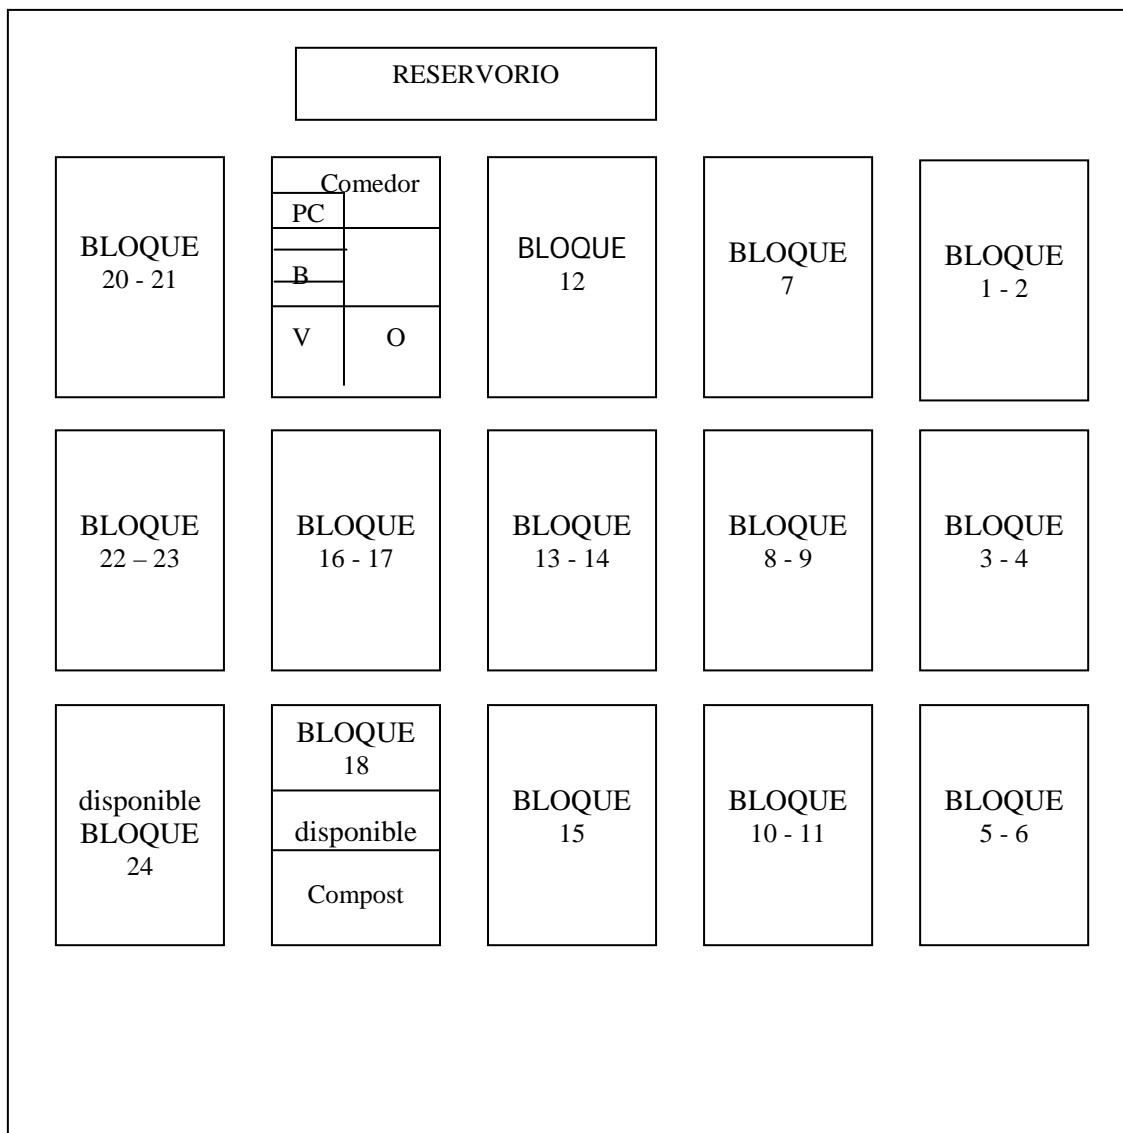 RESERVORIO
BLOQUE
20 - 21
Comedor
PC
B
V
O
BLOQUE
12
BLOQUE
7
BLOQUE
1 - 2
BLOQUE
22 – 23
BLOQUE
16 - 17
BLOQUE
13 - 14
BLOQUE
8 - 9
BLOQUE
3 - 4
disponible
BLOQUE
24
BLOQUE
18
disponible
Compost
BLOQUE
15
BLOQUE
10 - 11
BLOQUE
5 - 6